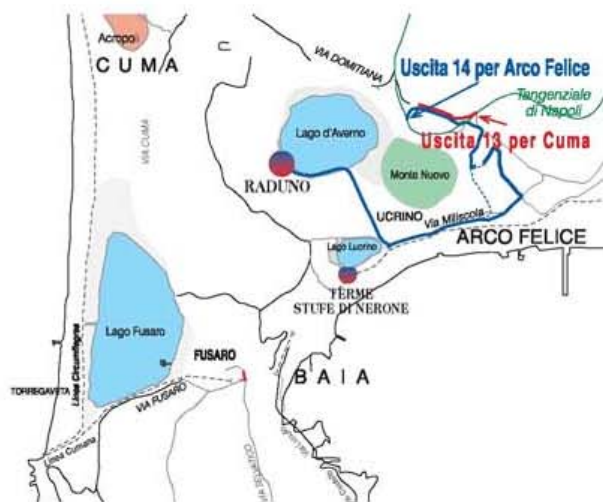 Acropoli
CUMA
VIA DOMITIANA
Uscita 14 per Arco Felice
Tangenziale
di Napoli
Uscita 13 per Cuma
VIA CUMA
Lago d'Averno
RADUNO
Monte Nuovo
UCRINO
Via Miliscola
ARCO FELICE
Lago Lucrino
TERME
STUFE DI NERONE
Lago Fusaro
FUSARO
BAIA
Linea Circumflegrea
TORREGAVETA
VIA FUSARO
Linea Cumana
VIA SELVATICO